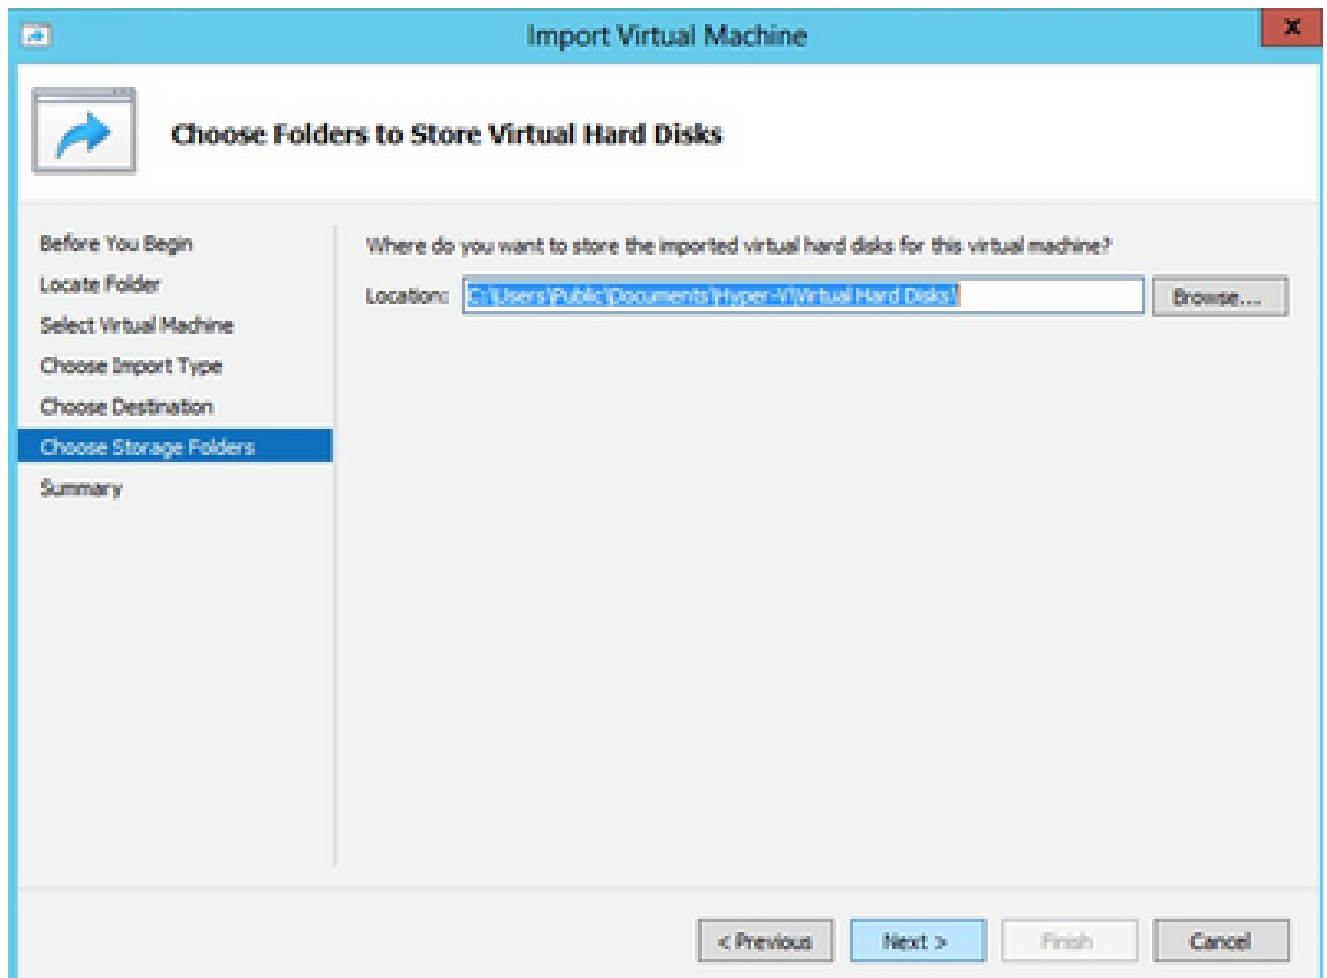 Import Virtual Machine
x
Choose Folders to Store Virtual Hard Disks
Before You Begin
Locate Folder
Select Virtual Machine
Choose Import Type
Choose Destination
Choose Storage Folders
Summary
Where do you want to store the imported virtual hard disks for this virtual machine?
Location: C:\Users\Public\Documents\Hyper-V\Virtual Hard Disks\ Browse...
< Previous Next > Finish Cancel